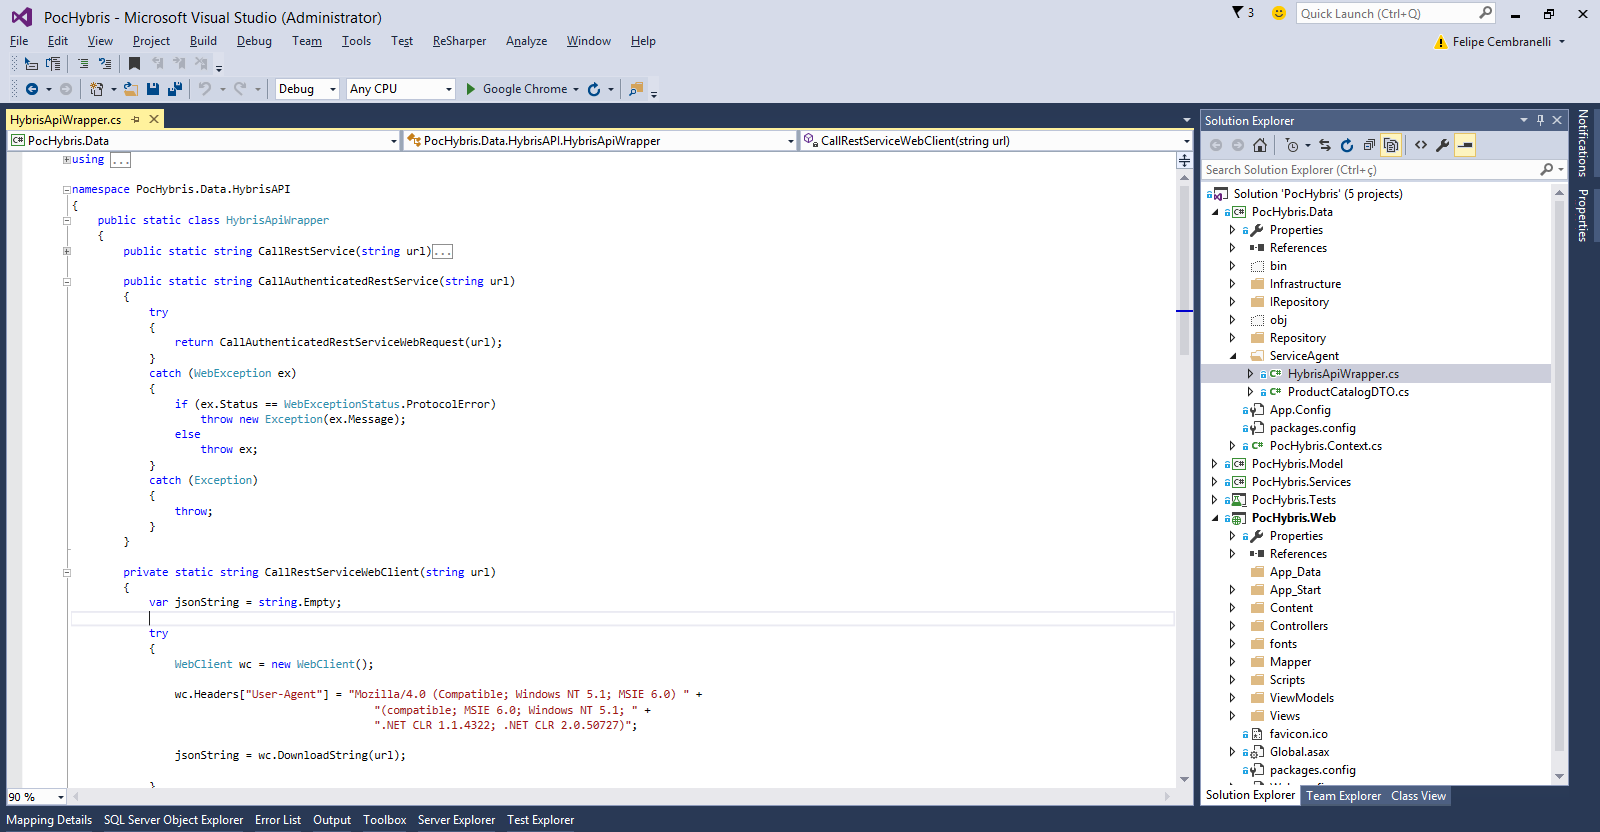 PocHybris - Microsoft Visual Studio (Administrator)
3
Quick Launch (Ctrl+Q)
File Edit View Project Build Debug Team Tools Test ReSharper Analyze Window Help
Felipe Cembranelli
Debug Any CPU Google Chrome
HybrisApiWrapper.cs
PocHybris.Data PocHybris.Data.HybrisAPI.HybrisApiWrapper CallRestServiceWebClient(string url)
using ...
namespace PocHybris.Data.HybrisAPI
{
public static class HybrisApiWrapper
{
public static string CallRestService(string url)...
public static string CallAuthenticatedRestService(string url)
{
try
{
return CallAuthenticatedRestServiceWebRequest(url);
}
catch (WebException ex)
{
if (ex.Status == WebExceptionStatus.ProtocolError)
throw new Exception(ex.Message);
else
throw ex;
}
catch (Exception)
{
throw;
}
}
private static string CallRestServiceWebClient(string url)
{
var jsonString = string.Empty;
try
{
WebClient wc = new WebClient();
wc.Headers["User-Agent"] = "Mozilla/4.0 (Compatible; Windows NT 5.1; MSIE 6.0) " +
"(compatible; MSIE 6.0; Windows NT 5.1; " +
".NET CLR 1.1.4322; .NET CLR 2.0.50727)";
jsonString = wc.DownloadString(url);
}
90 %
Solution Explorer
Search Solution Explorer (Ctrl+ç)
Solution 'PocHybris' (5 projects)
PocHybris.Data
Properties
References
bin
Infrastructure
IRepository
obj
Repository
ServiceAgent
HybrisApiWrapper.cs
ProductCatalogDTO.cs
App.Config
packages.config
PocHybris.Context.cs
PocHybris.Model
PocHybris.Services
PocHybris.Tests
PocHybris.Web
Properties
References
App_Data
App_Start
Content
Controllers
fonts
Mapper
Scripts
ViewModels
Views
favicon.ico
Global.asax
packages.config
Solution Explorer Team Explorer Class View
Notifications
Properties
Mapping Details SQL Server Object Explorer Error List Output Toolbox Server Explorer Test Explorer